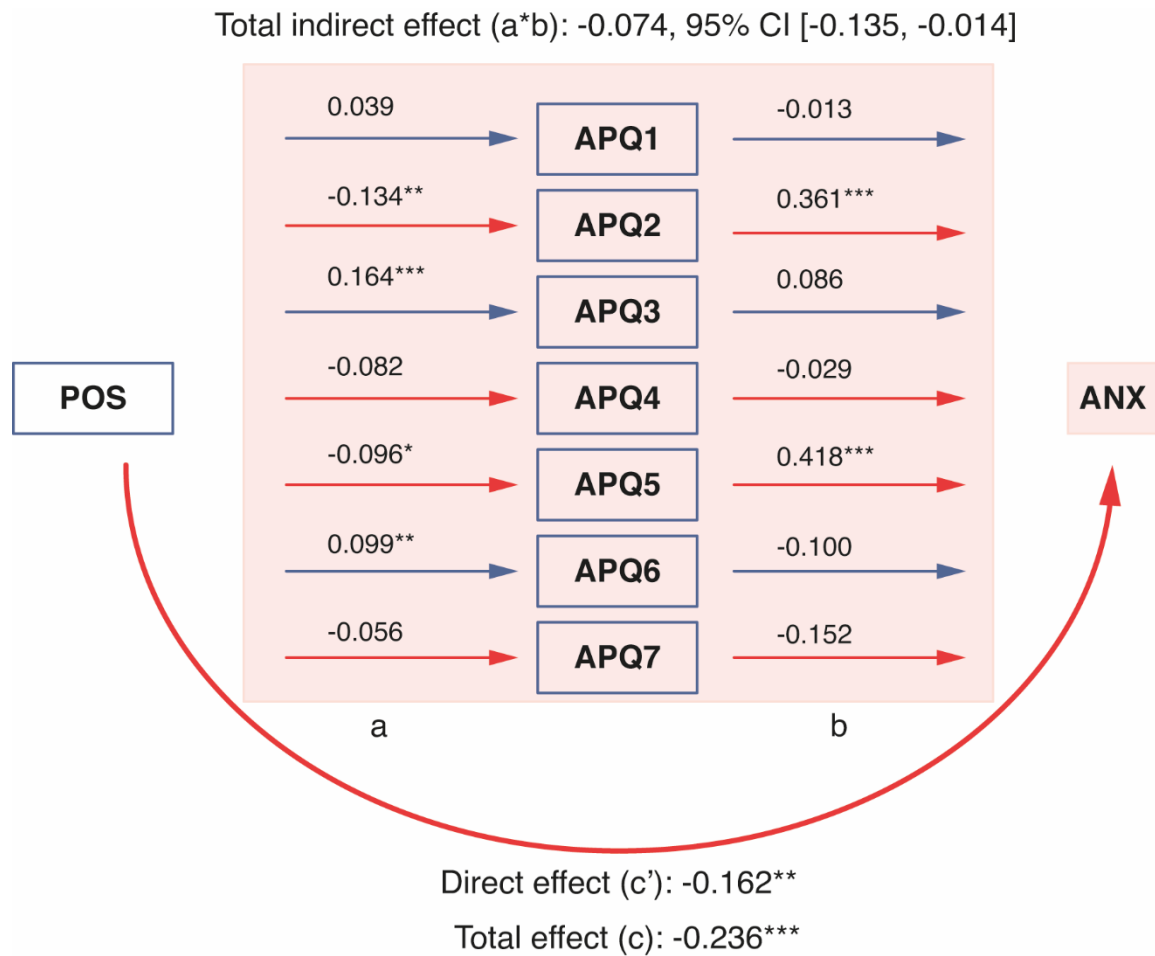 Total indirect effect (a*b): -0.074, 95% CI [-0.135, -0.014]
0.039
APQ1
-0.013
-0.134**
APQ2
0.361***
0.164***
APQ3
0.086
POS
-0.082
APQ4
-0.029
ANX
-0.096*
APQ5
0.418***
0.099**
APQ6
-0.100
-0.056
APQ7
-0.152
a
b
Direct effect (c’): -0.162**
Total effect (c): -0.236***